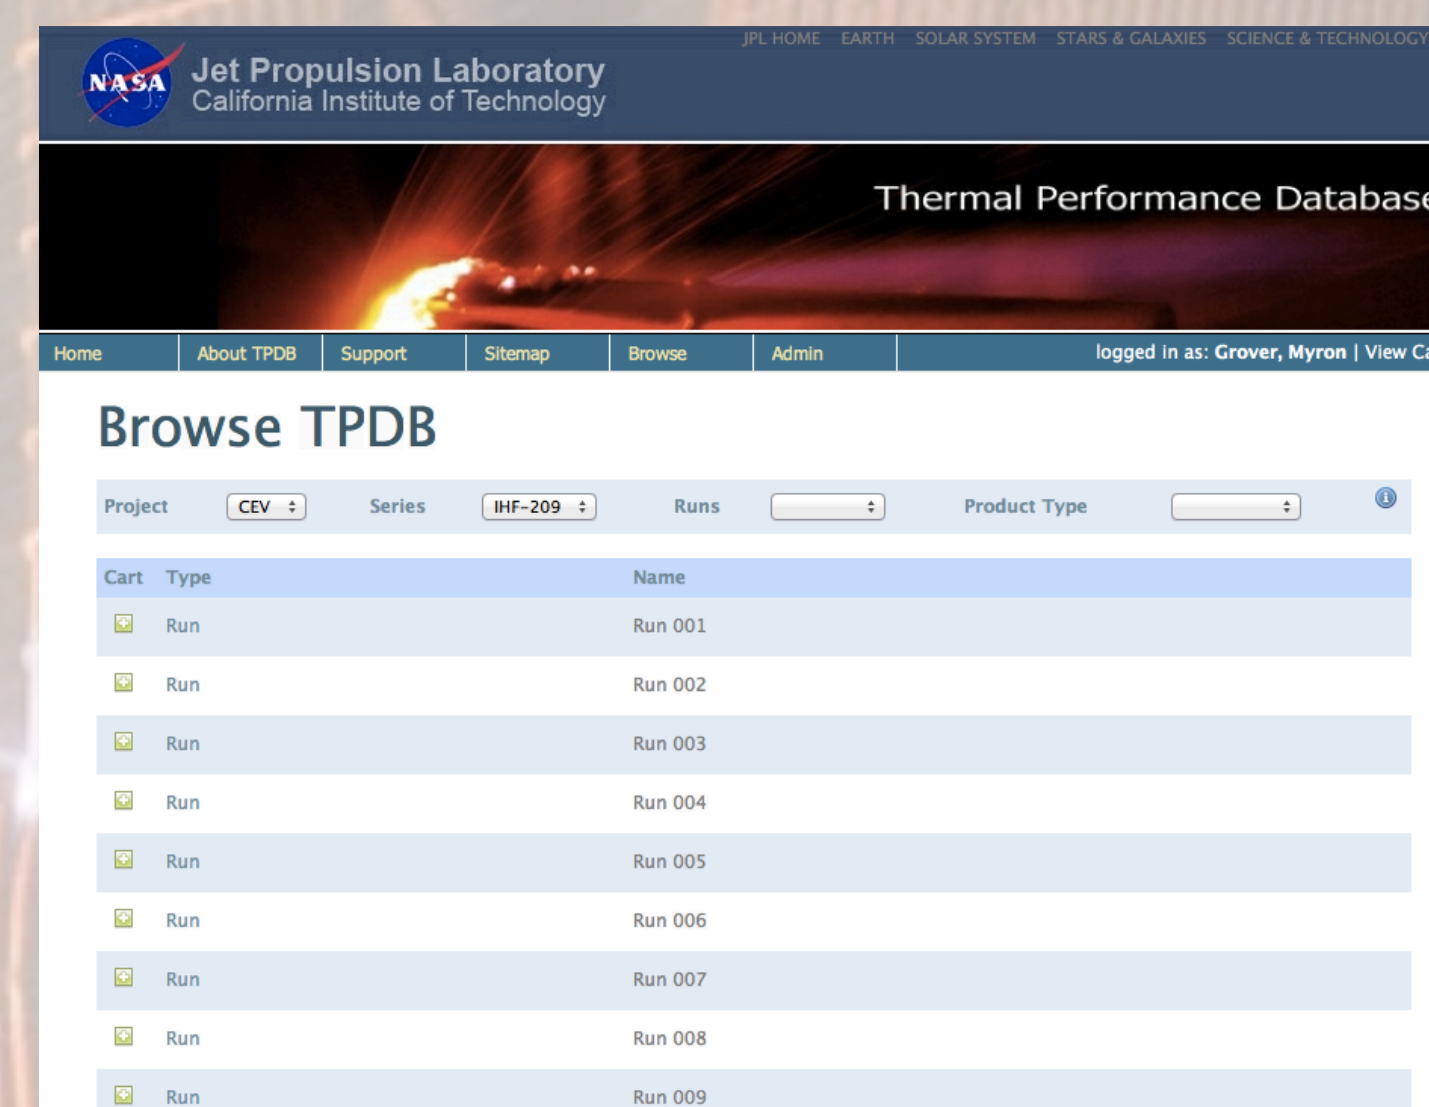 JPL HOME EARTH SOLAR SYSTEM STARS & GALAXIES SCIENCE & TECHNOLOGY
NASA
Jet Propulsion Laboratory
California Institute of Technology
Thermal Performance Database
Home About TPDB Support Sitemap Browse Admin logged in as: Grover, Myron | View Ca
Browse TPDB
Project CEV Series IHF-209 Runs Product Type
Cart Type Name
Run Run 001
Run Run 002
Run Run 003
Run Run 004
Run Run 005
Run Run 006
Run Run 007
Run Run 008
Run Run 009